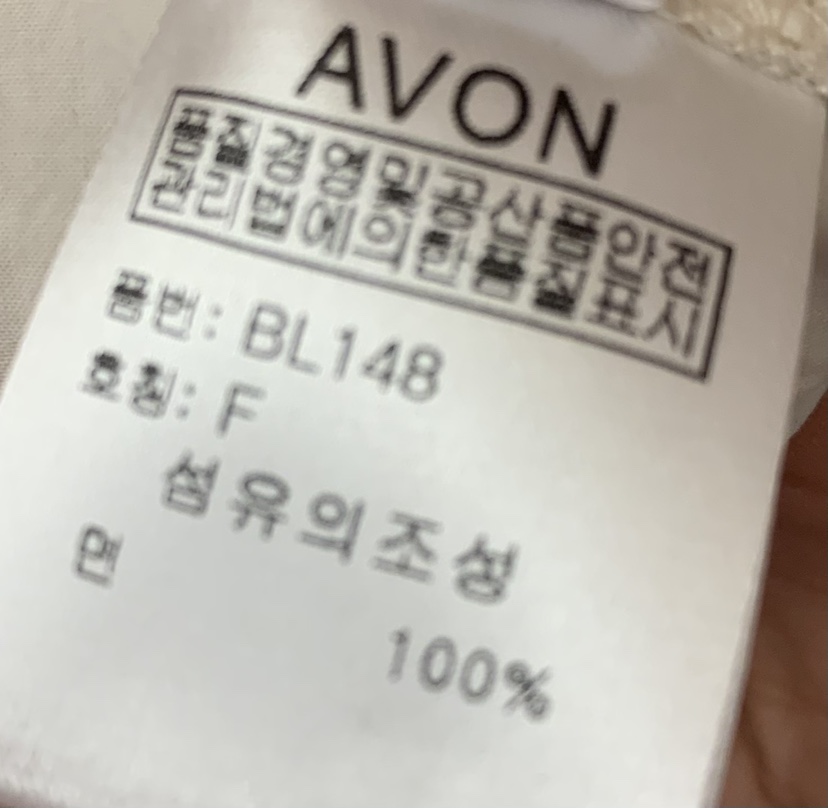 AVON
품질경영및공산품안전
관리법에의한품질표시
품번: BL148
호칭: F
섬유의조성
면
100%